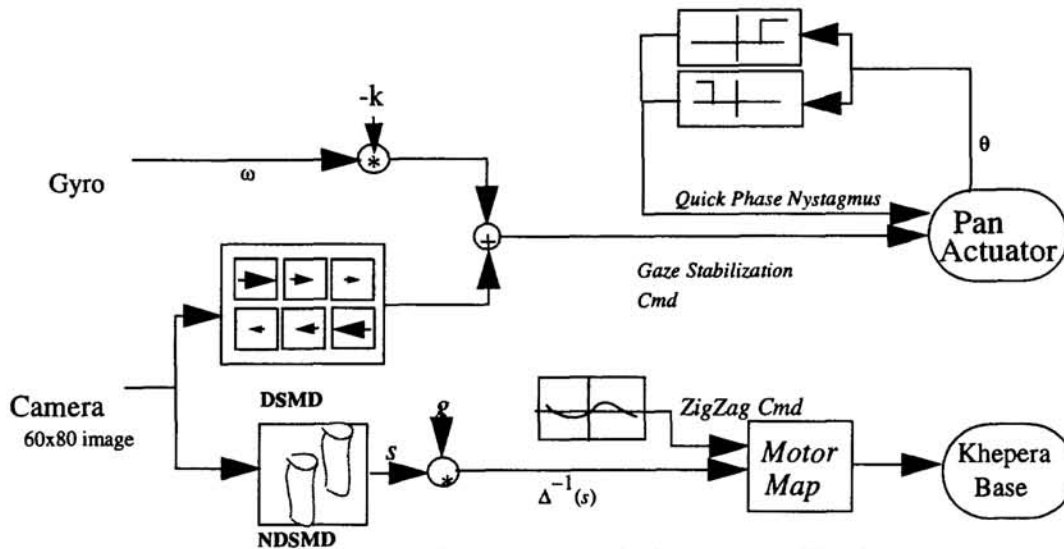 -k
*
Gyro
ω
θ
Quick Phase Nystagmus
Pan
Actuator
+
Gaze Stabilization
Cmd
DSMD
Camera
60x80 image
g
s
*
ZigZag Cmd
Δ⁻¹(s)
Motor
Map
Khepera
Base
NDSMD